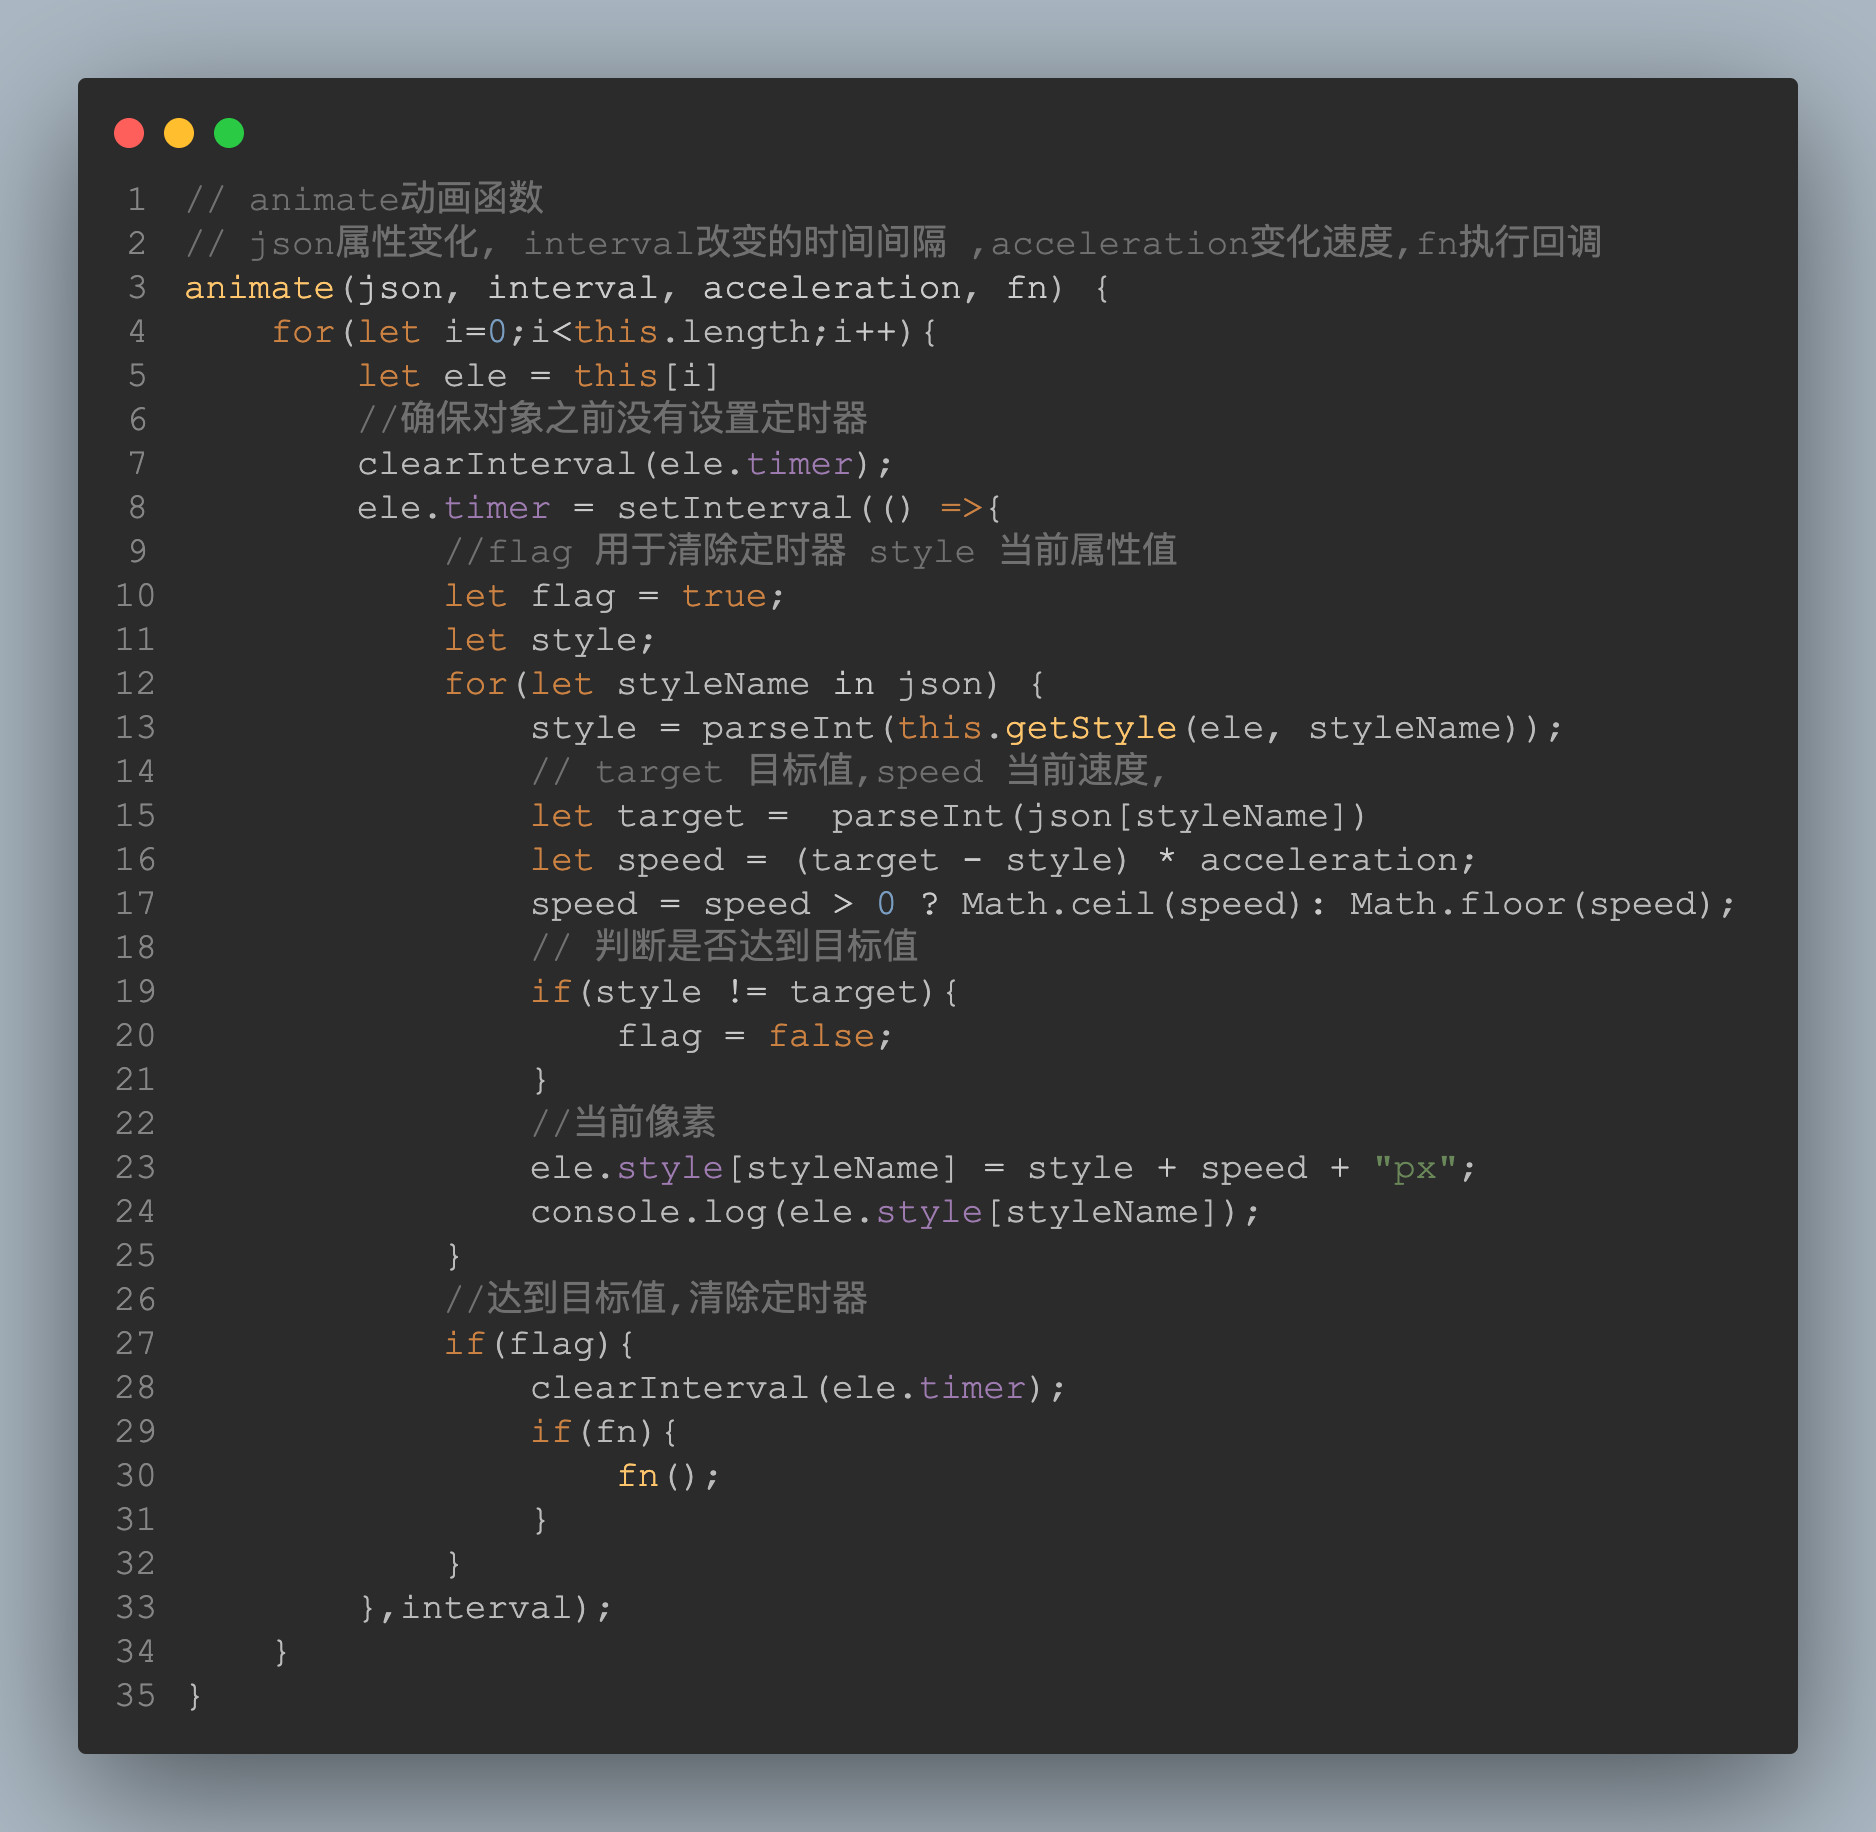 1 // animate动画函数
2 // json属性变化, interval改变的时间间隔 ,acceleration变化速度,fn执行回调
3 animate(json, interval, acceleration, fn) {
4     for(let i=0;i<this.length;i++){
5         let ele = this[i]
6         //确保对象之前没有设置定时器
7         clearInterval(ele.timer);
8         ele.timer = setInterval(() =>{
9             //flag 用于清除定时器 style 当前属性值
10             let flag = true;
11             let style;
12             for(let styleName in json) {
13                 style = parseInt(this.getStyle(ele, styleName));
14                 // target 目标值,speed 当前速度,
15                 let target =  parseInt(json[styleName])
16                 let speed = (target - style) * acceleration;
17                 speed = speed > 0 ? Math.ceil(speed): Math.floor(speed);
18                 // 判断是否达到目标值
19                 if(style != target){
20                     flag = false;
21                 }
22                 //当前像素
23                 ele.style[styleName] = style + speed + "px";
24                 console.log(ele.style[styleName]);
25             }
26             //达到目标值,清除定时器
27             if(flag){
28                 clearInterval(ele.timer);
29                 if(fn){
30                     fn();
31                 }
32             }
33         },interval);
34     }
35 }